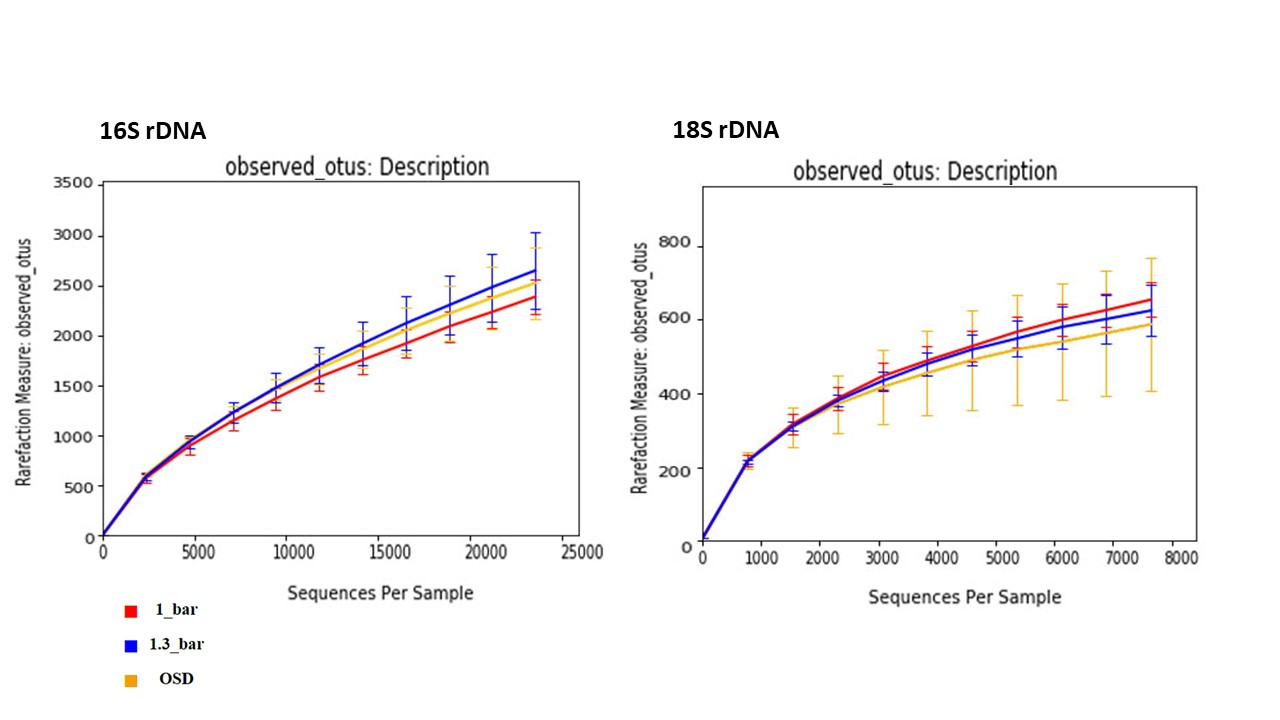 16S rDNA
observed_otus: Description
3500
3000
2500
2000
1500
1000
500
0
0 5000 10000 15000 20000 25000
Rarefaction Measure: observed_otus
Sequences Per Sample
1_bar
1.3_bar
OSD
18S rDNA
observed_otus: Description
800
600
400
200
0
0 1000 2000 3000 4000 5000 6000 7000 8000
Rarefaction Measure: observed_otus
Sequences Per Sample